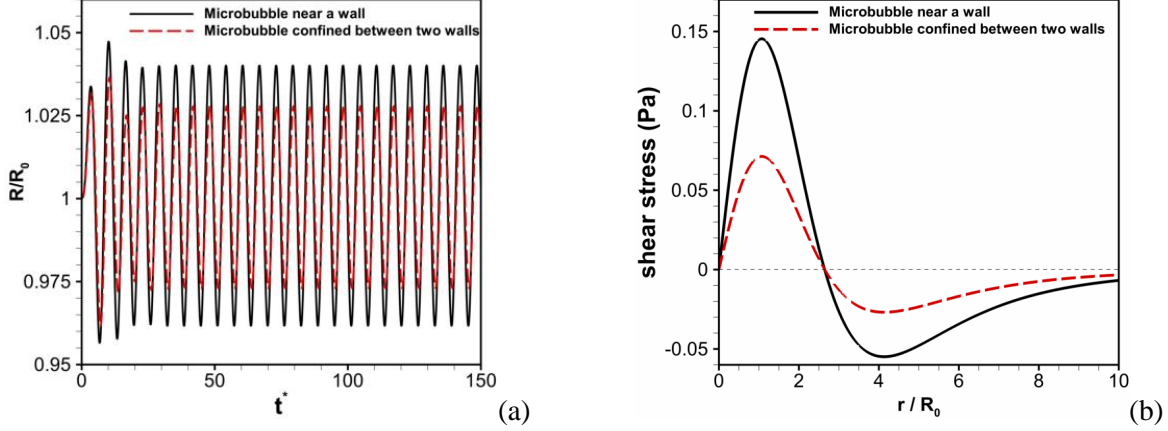 Microbubble near a wall
Microbubble confined between two walls
R/R₀
1.05
1.025
1
0.975
0.95
0
50
100
150
t*
(a)
Microbubble near a wall
Microbubble confined between two walls
shear stress (Pa)
0.15
0.1
0.05
0
-0.05
0
2
4
6
8
10
r / R₀
(b)